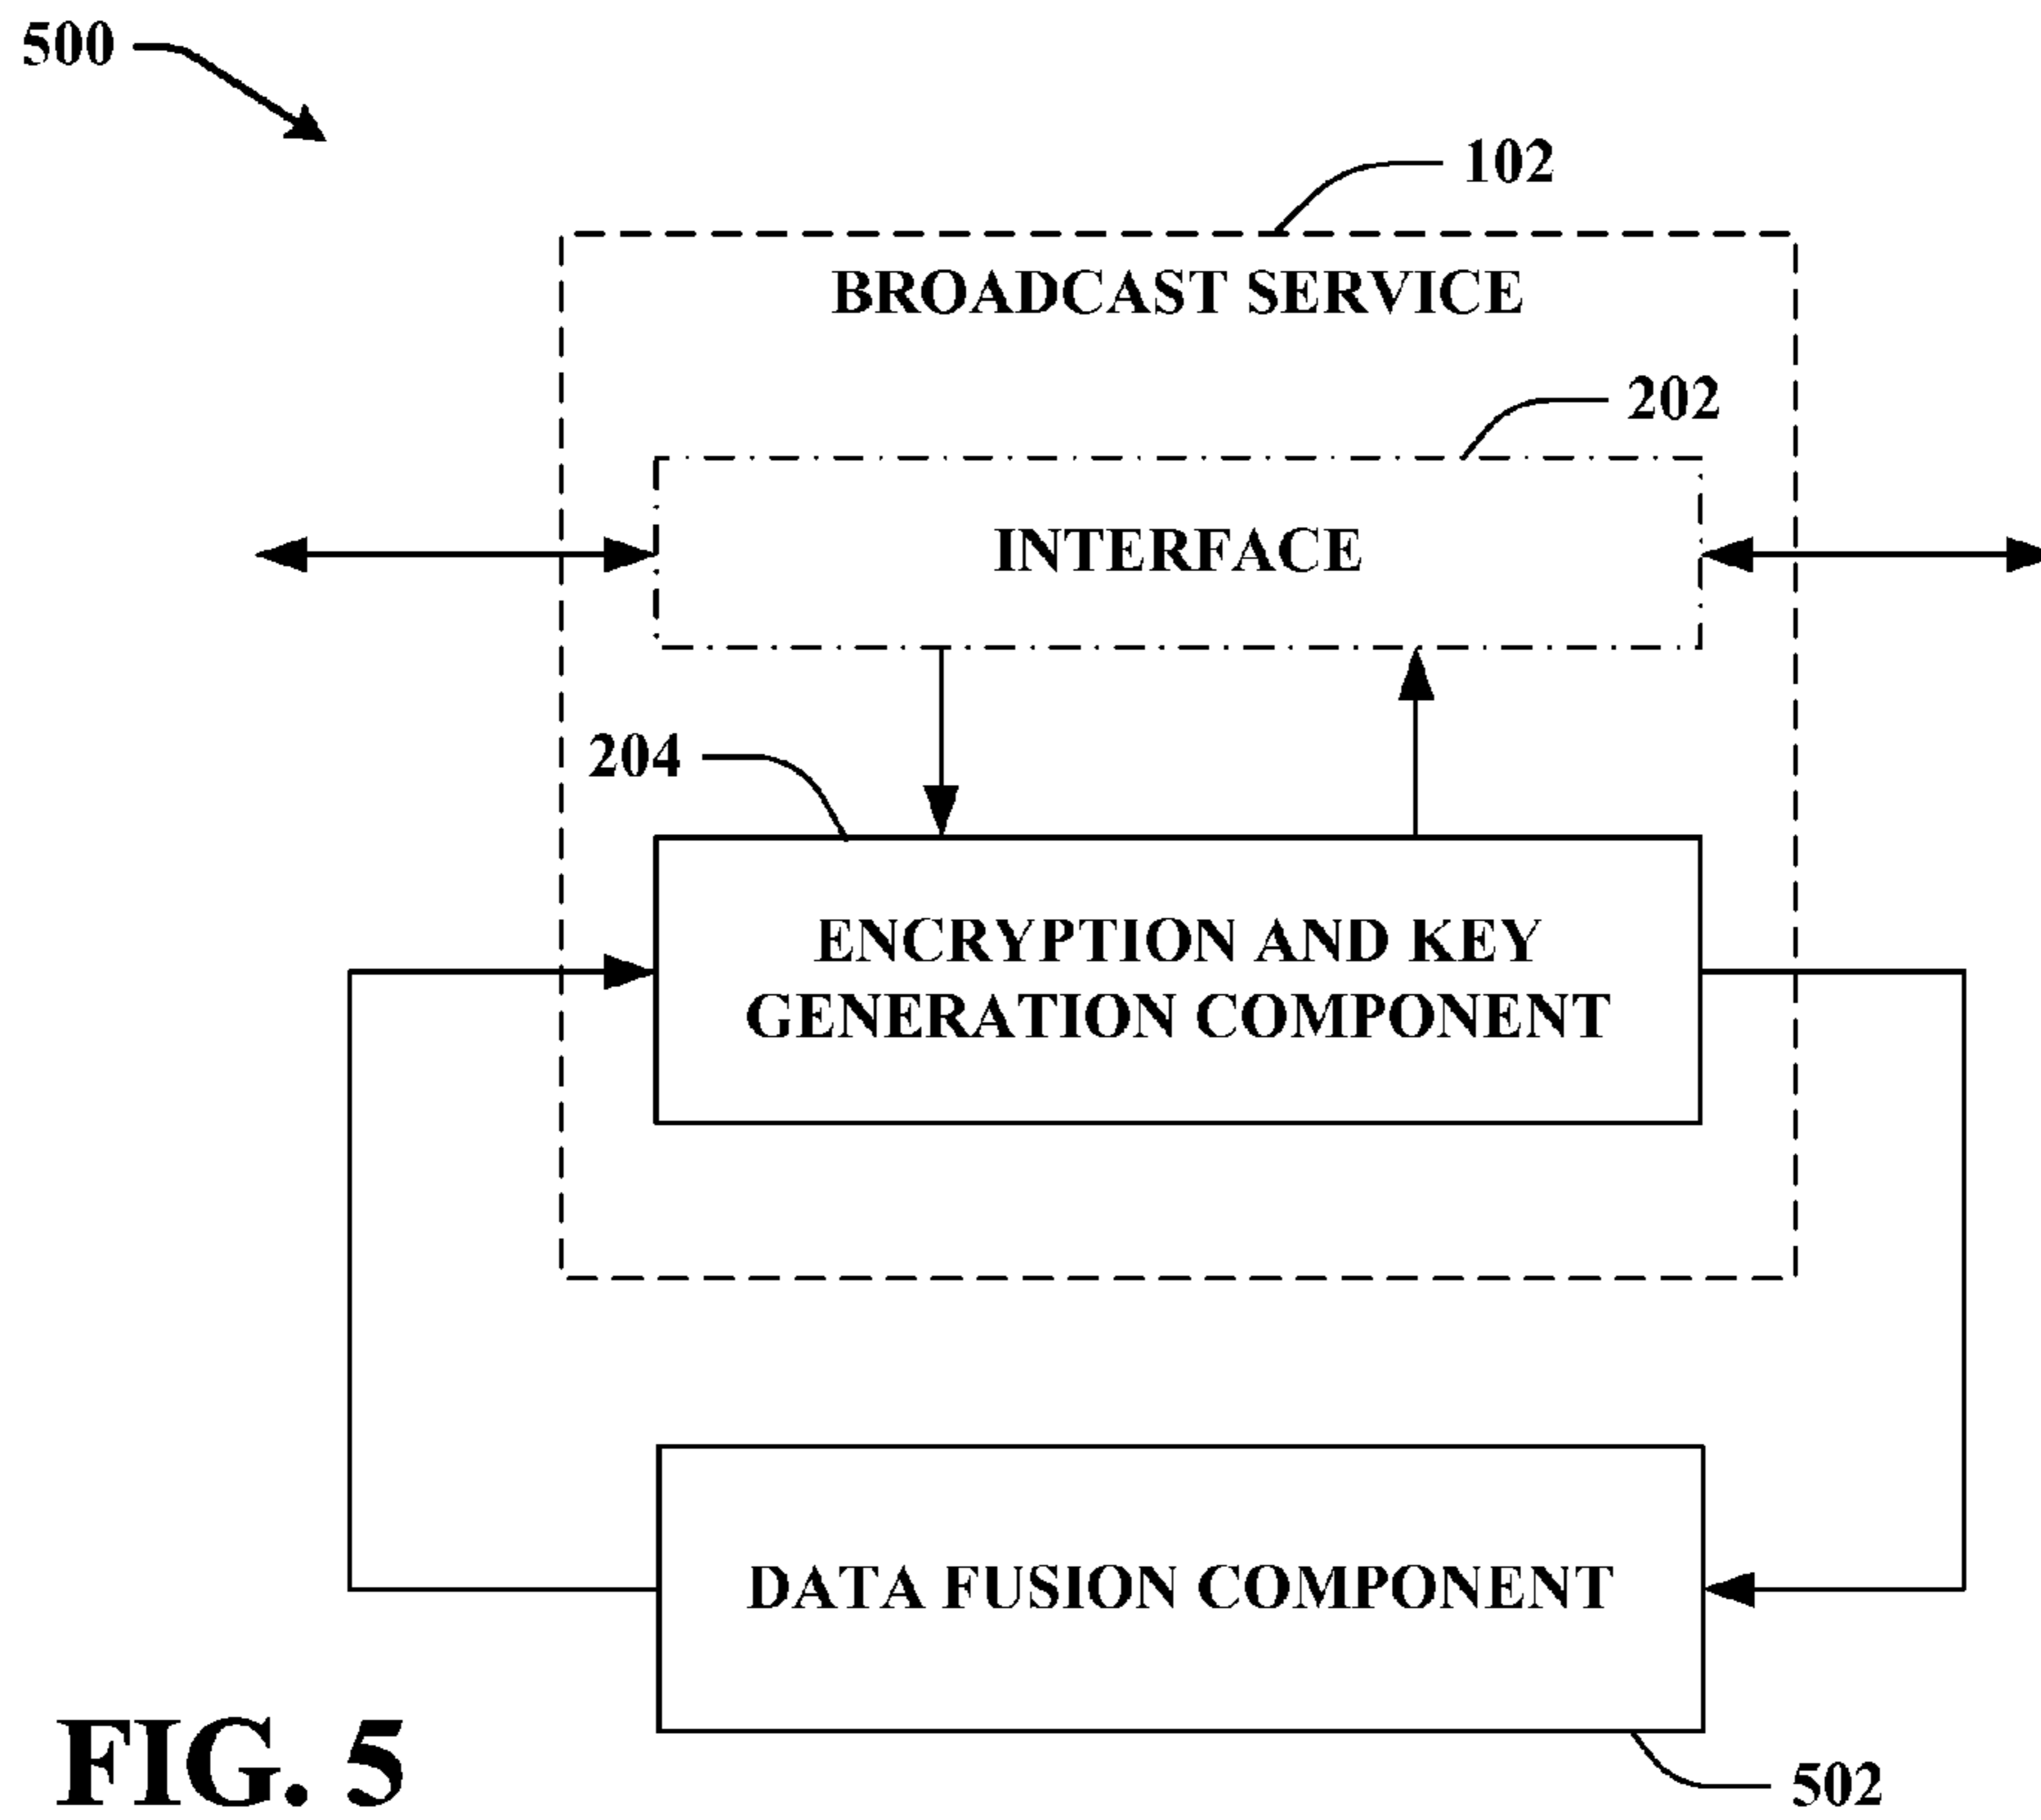 500
102
BROADCAST SERVICE
202
INTERFACE
204
ENCRYPTION AND KEY
GENERATION COMPONENT
DATA FUSION COMPONENT
FIG. 5
502